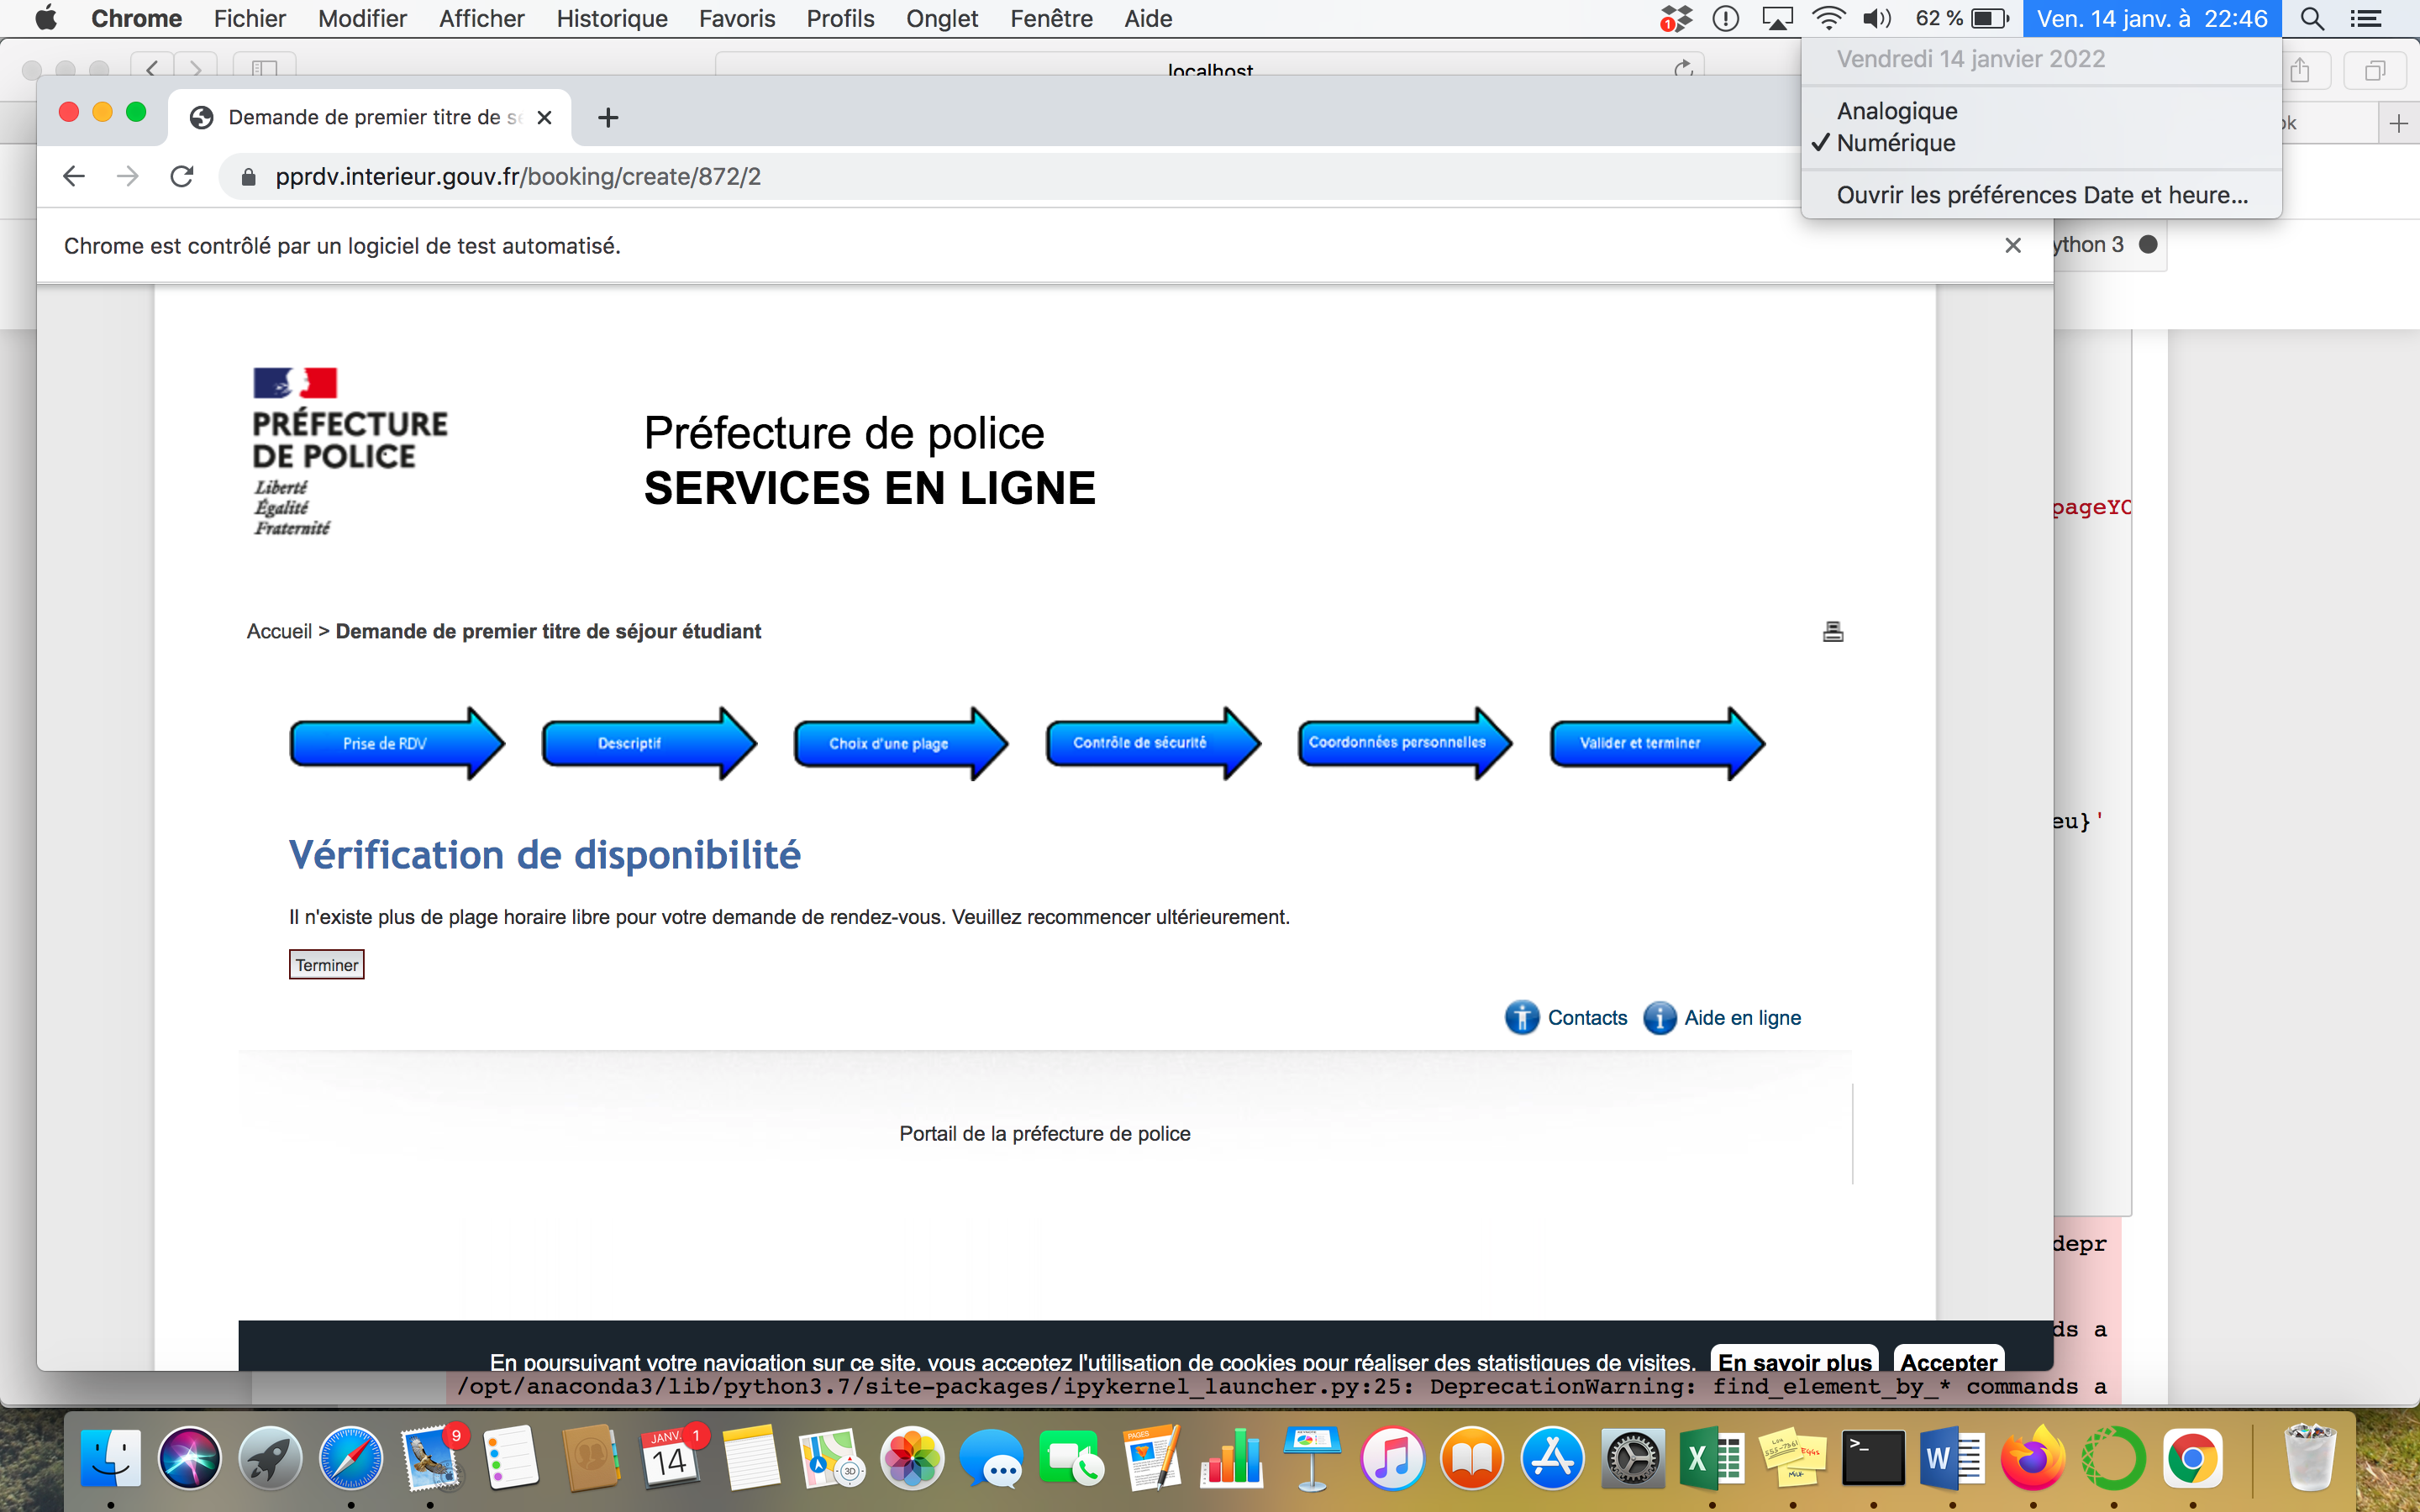 Chrome Fichier Modifier Afficher Historique Favoris Profils Onglet Fenêtre Aide
1 62 % Ven. 14 janv. à 22:46
Vendredi 14 janvier 2022
Analogique
✓ Numérique
Ouvrir les préférences Date et heure...
localhost
Demande de premier titre de
pprdv.interieur.gouv.fr/booking/create/872/2
Chrome est contrôlé par un logiciel de test automatisé.
ython 3
PRÉFECTURE
DE POLICE
Liberté
Égalité
Fraternité
Préfecture de police
SERVICES EN LIGNE
pageYO
Accueil > Demande de premier titre de séjour étudiant
Prise de RDV
Descriptif
Choix d'une plage
Contrôle de sécurité
Coordonnées personnelles
Valider et terminer
eu}'
Vérification de disponibilité
Il n'existe plus de plage horaire libre pour votre demande de rendez-vous. Veuillez recommencer ultérieurement.
Terminer
Contacts Aide en ligne
Portail de la préfecture de police
depr
ds a
En poursuivant votre navigation sur ce site, vous acceptez l'utilisation de cookies pour réaliser des statistiques de visites. En savoir plus Accepter
/opt/anaconda3/lib/python3.7/site-packages/ipykernel_launcher.py:25: DeprecationWarning: find_element_by_* commands a
9
JANV. 1
14
3D
PAGES
X
>_
W